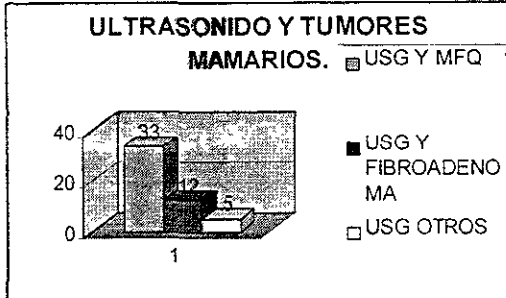 ULTRASONIDO Y TUMORES
MAMARIOS.
USG Y MFQ
USG Y
FIBROADENO
MA
USG OTROS
40
20
0
33
12
5
1